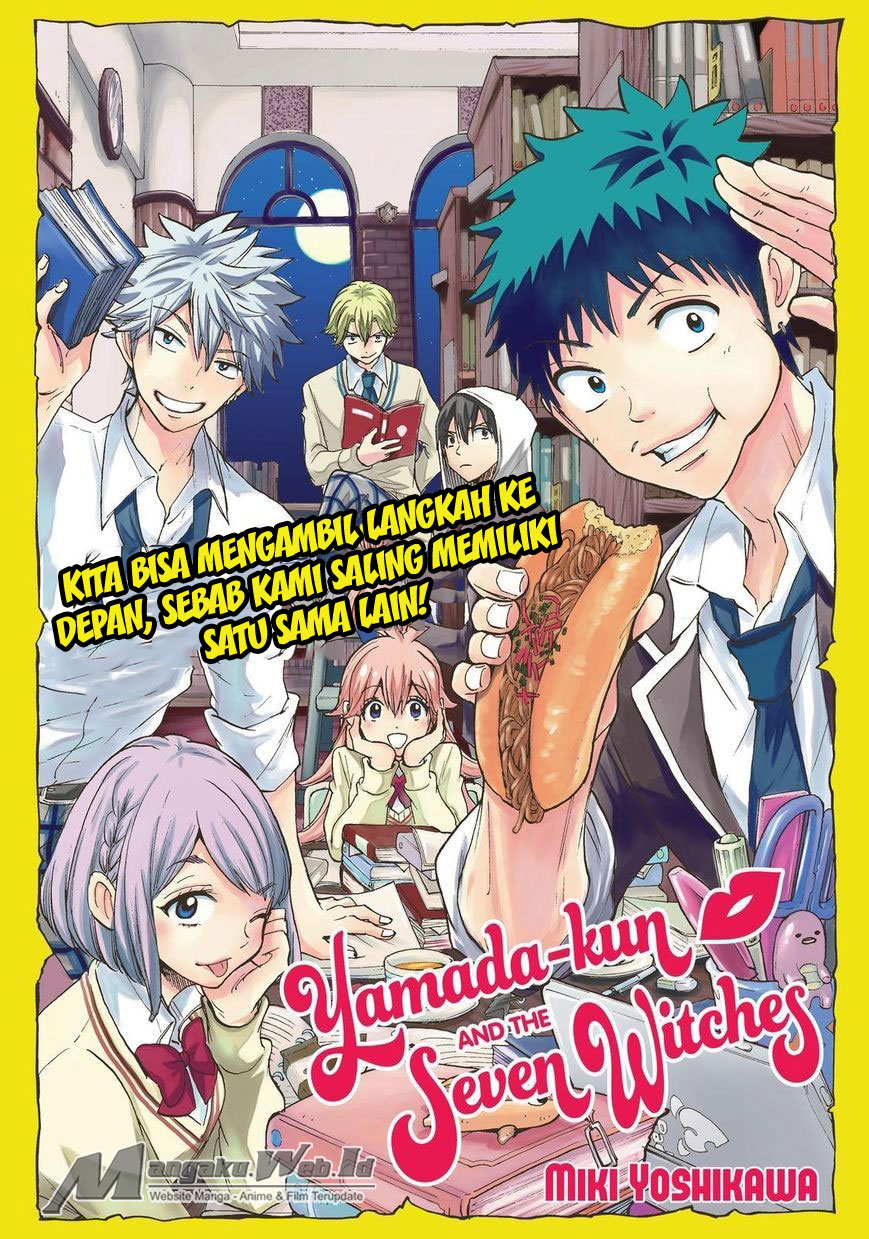 KITA BISA MENGAMBIL LANGKAH KE
DEPAN, SEBAB KAMI SALING MEMILIKI
SATU SAMA LAIN!
Yamada-kun
AND THE
Seven Witches
MIKI YOSHIKAWA
MangakuWeb.Id
Website Manga - Anime & Film Terupdate